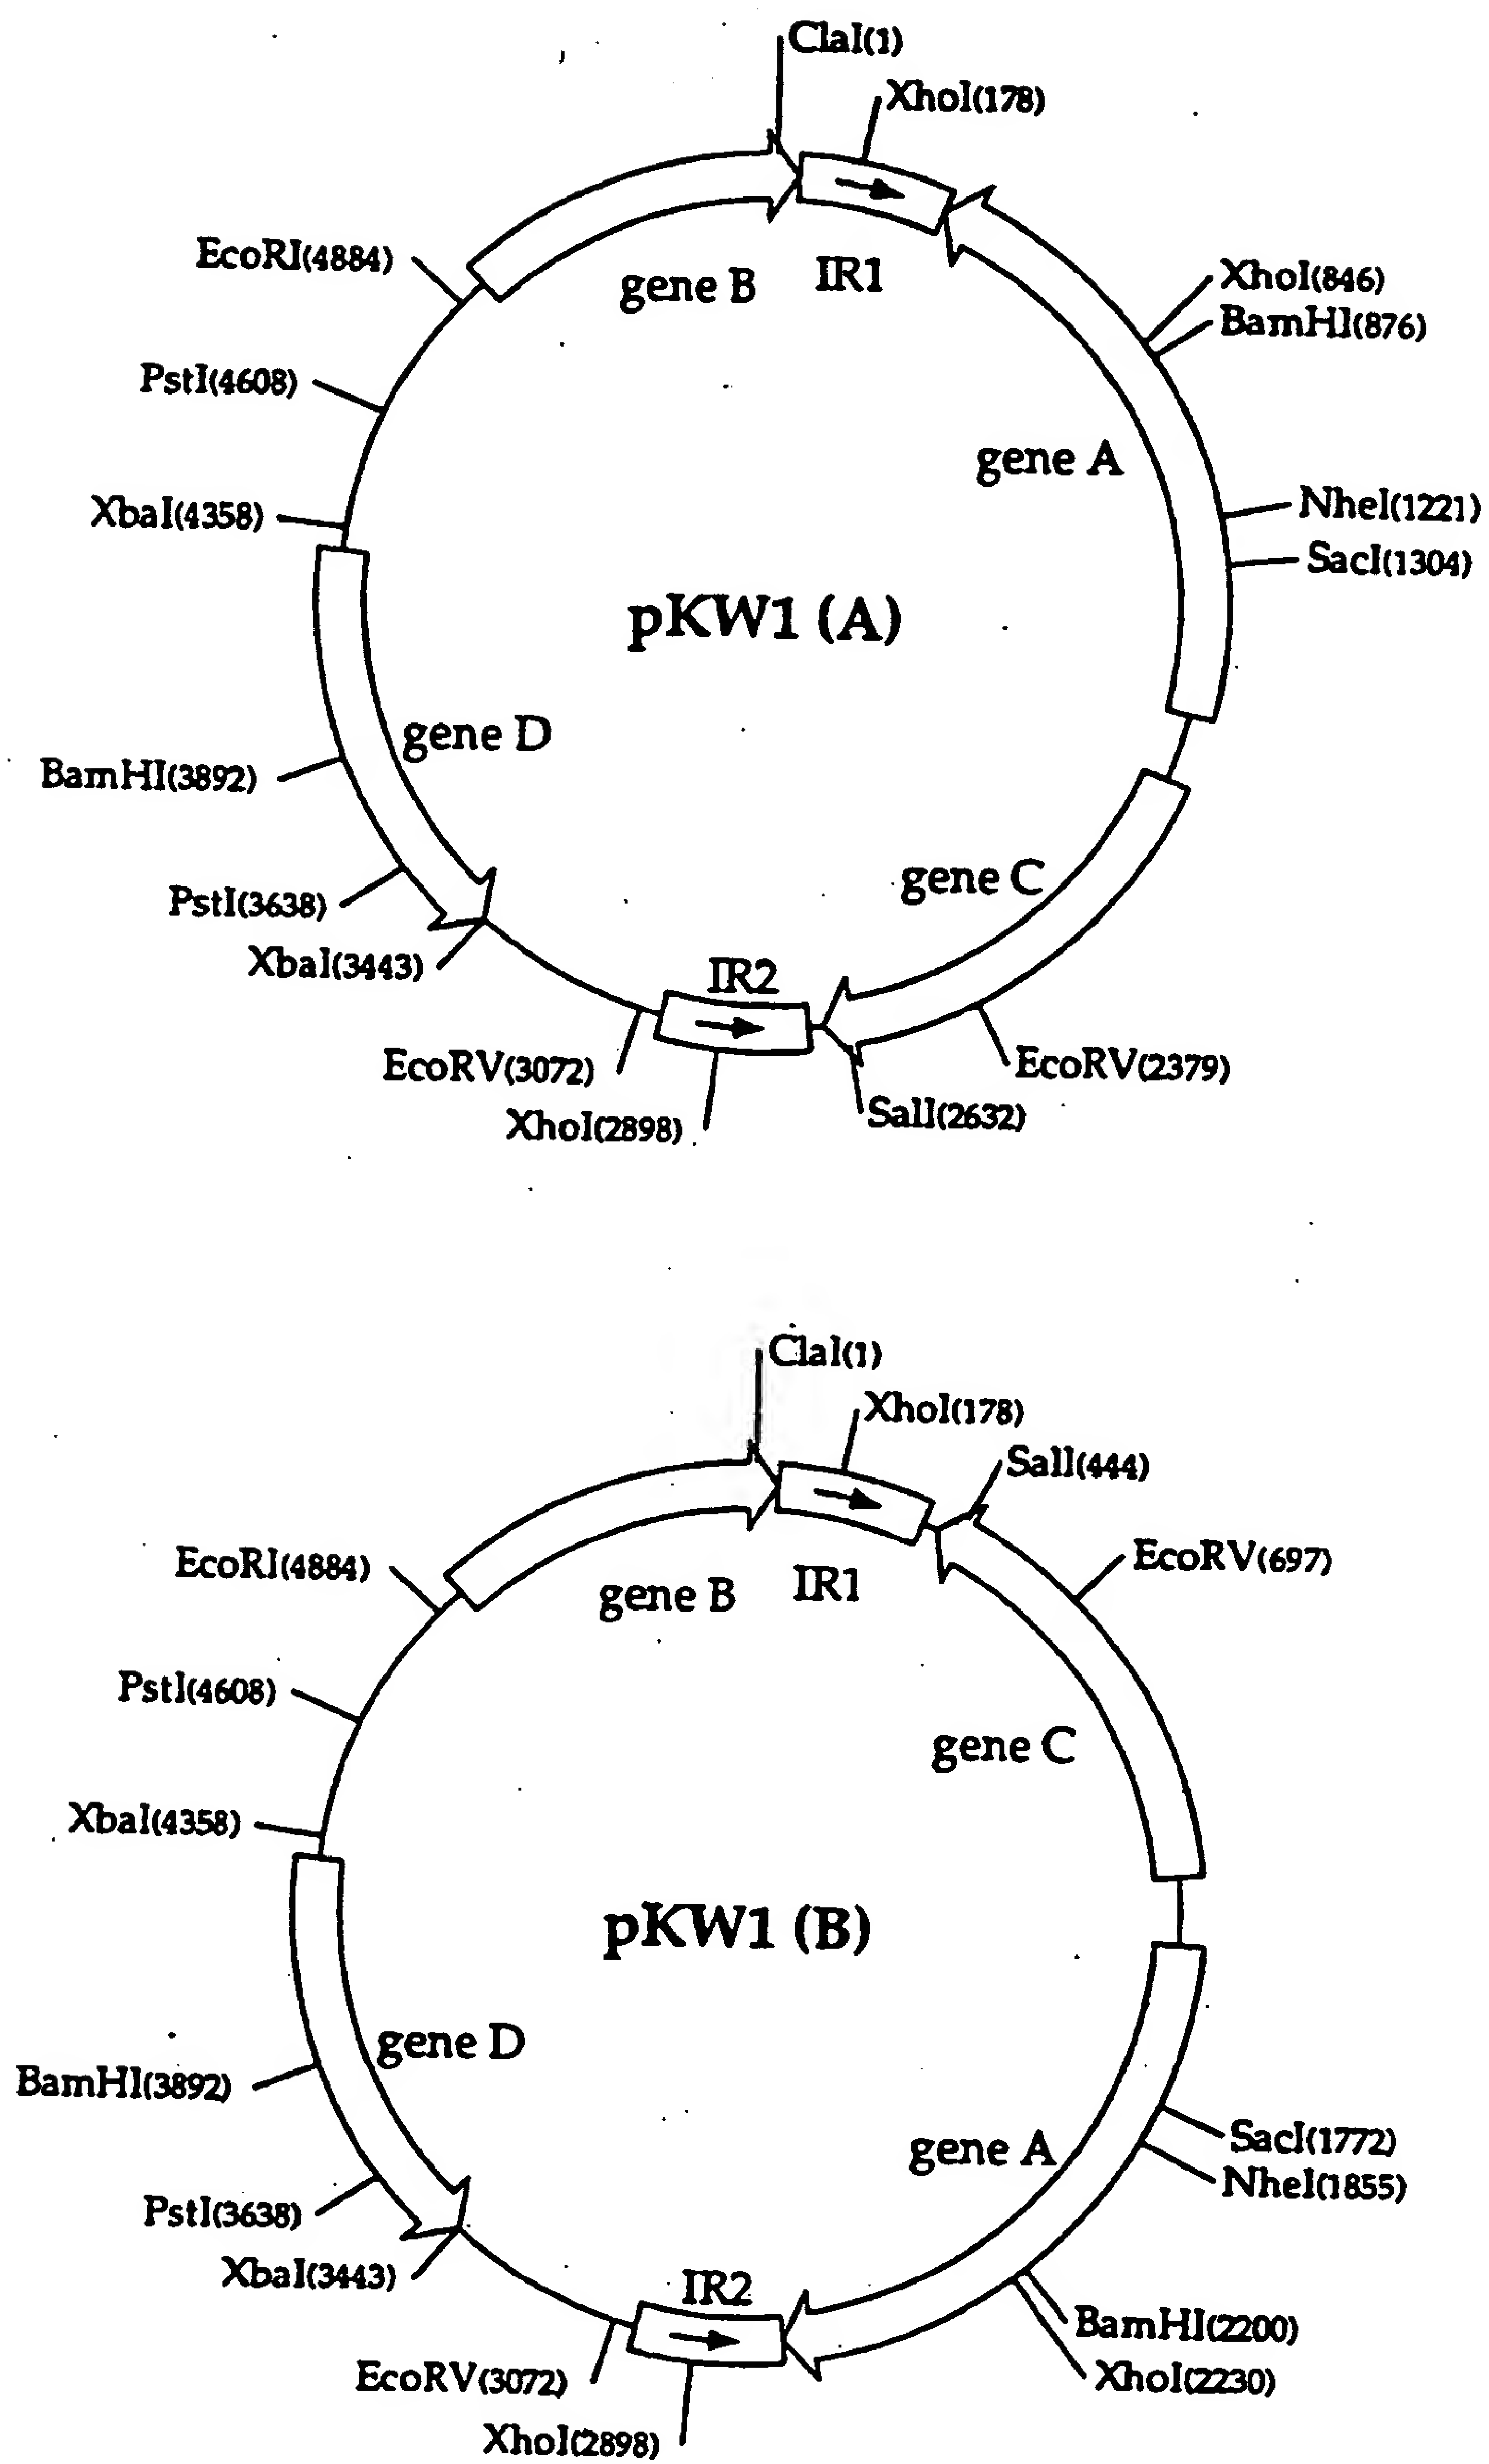 ClaI(1)
XhoI(178)
EcoRI(4884)
gene B
IR1
XhoI(846)
BamHI(876)
PstI(4608)
gene A
XbaI(4358)
NheI(1221)
SacI(1304)
pKW1 (A)
gene D
BamHI(3892)
gene C
PstI(3638)
XbaI(3443)
IR2
EcoRV(3072)
EcoRV(2379)
XhoI(2898)
SalI(2632)
ClaI(1)
XhoI(178)
SalI(444)
EcoRI(4884)
gene B
IR1
EcoRV(697)
PstI(4608)
gene C
XbaI(4358)
pKW1 (B)
gene D
BamHI(3892)
gene A
SacI(1772)
NheI(1855)
PstI(3638)
XbaI(3443)
IR2
BamHI(2200)
EcoRV(3072)
XhoI(2230)
XhoI(2898)